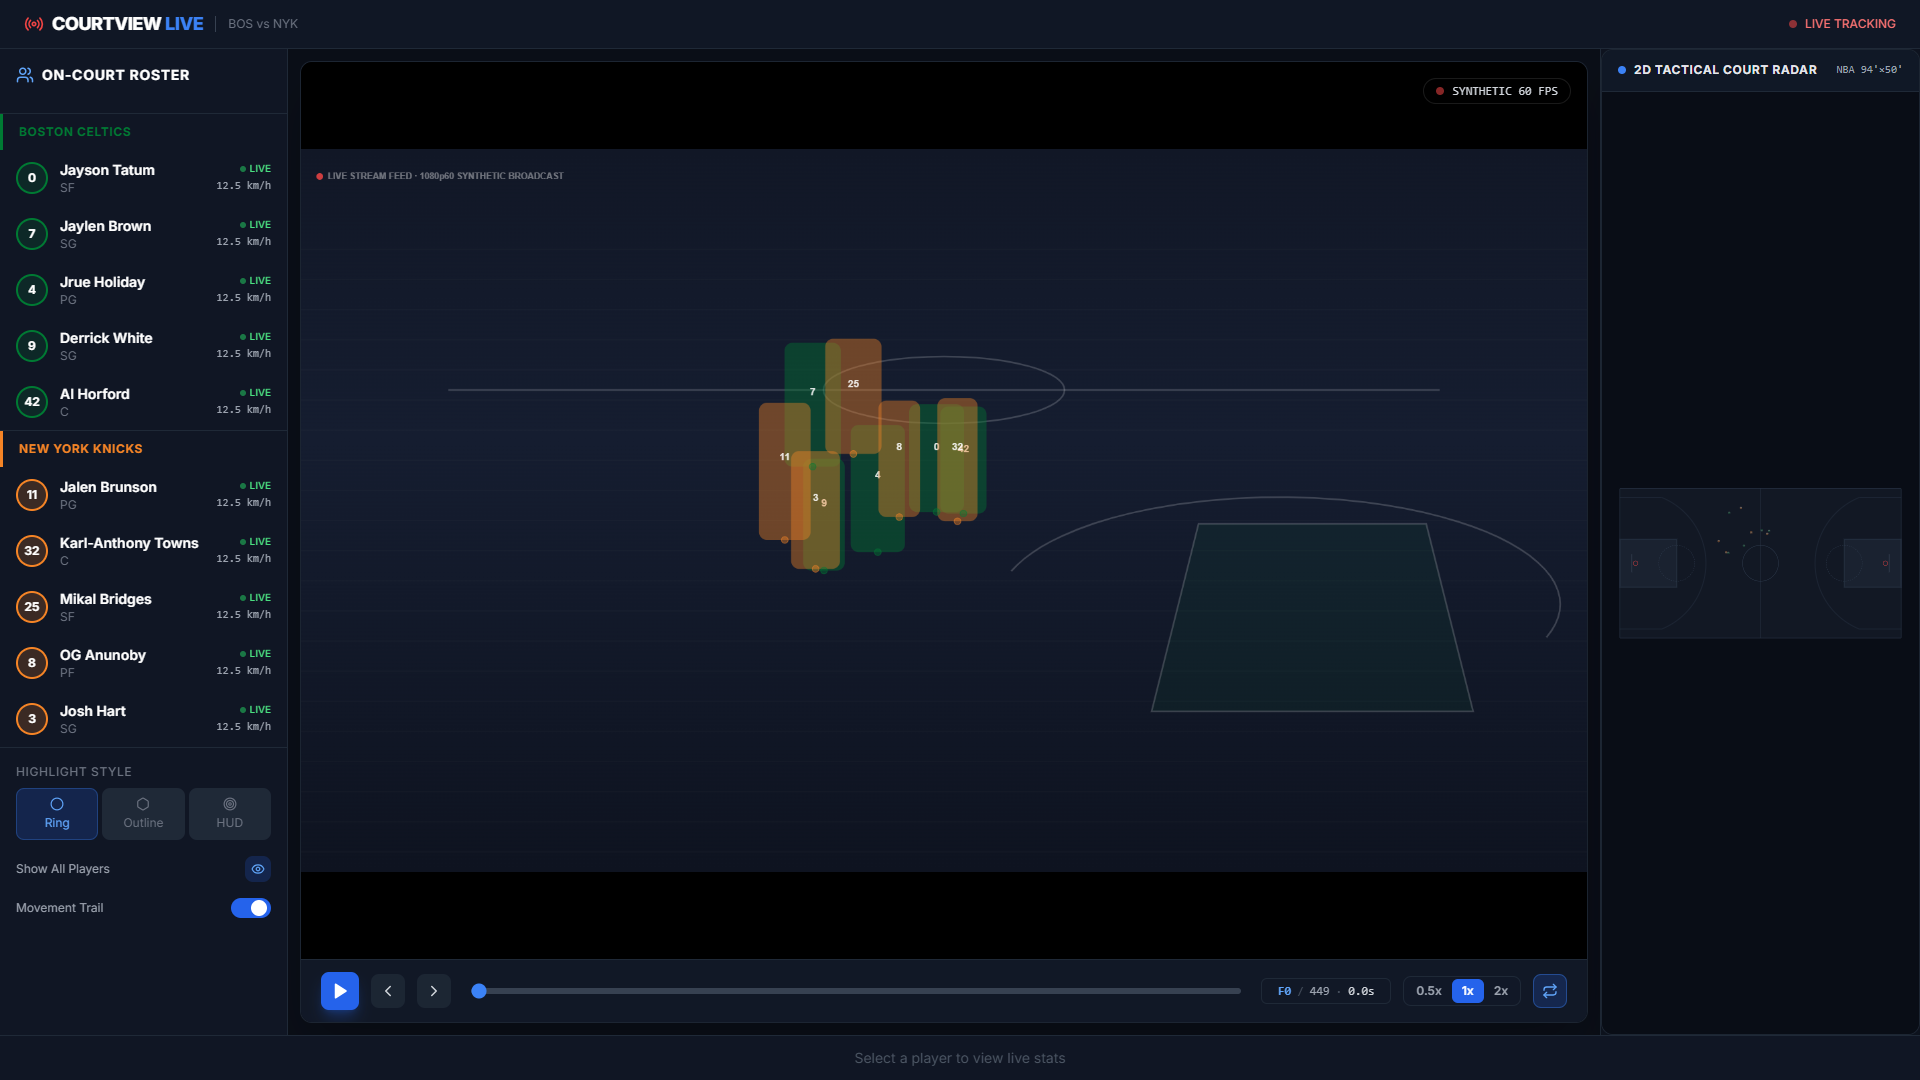 COURTVIEW LIVE BOS vs NYK
LIVE TRACKING
ON-COURT ROSTER
BOSTON CELTICS
0 Jayson Tatum LIVE
SF 12.5 km/h
7 Jaylen Brown LIVE
SG 12.5 km/h
4 Jrue Holiday LIVE
PG 12.5 km/h
9 Derrick White LIVE
SG 12.5 km/h
42 Al Horford LIVE
C 12.5 km/h
NEW YORK KNICKS
11 Jalen Brunson LIVE
PG 12.5 km/h
32 Karl-Anthony Towns LIVE
C 12.5 km/h
25 Mikal Bridges LIVE
SF 12.5 km/h
8 OG Anunoby LIVE
PF 12.5 km/h
3 Josh Hart LIVE
SG 12.5 km/h
HIGHLIGHT STYLE
Ring Outline HUD
Show All Players
Movement Trail
SYNTHETIC 60 FPS
LIVE STREAM FEED · 1080p60 SYNTHETIC BROADCAST
25
7
8 0 32 42
11
4
3 9
F0 / 449 · 0.0s
0.5x 1x 2x
2D TACTICAL COURT RADAR NBA 94'×50'
Select a player to view live stats